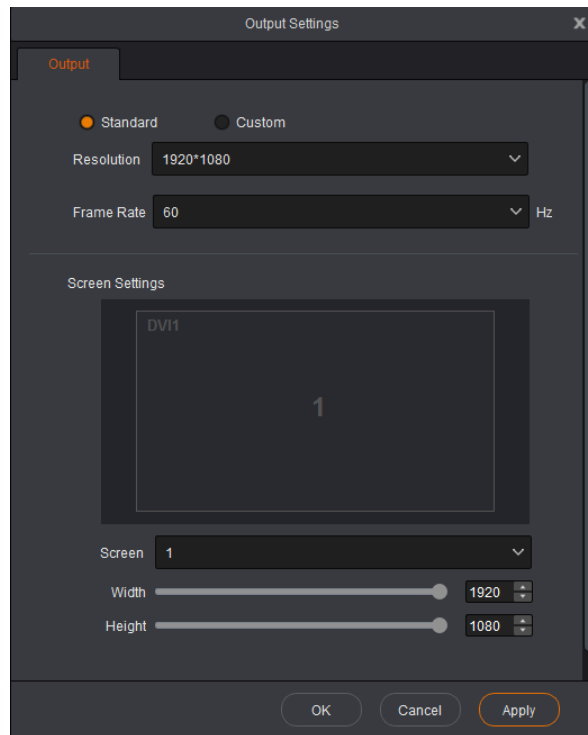 Output Settings X
Output
Standard Custom
Resolution 1920*1080
Frame Rate 60 Hz
Screen Settings
DVI1
1
Screen 1
Width 1920
Height 1080
OK Cancel Apply